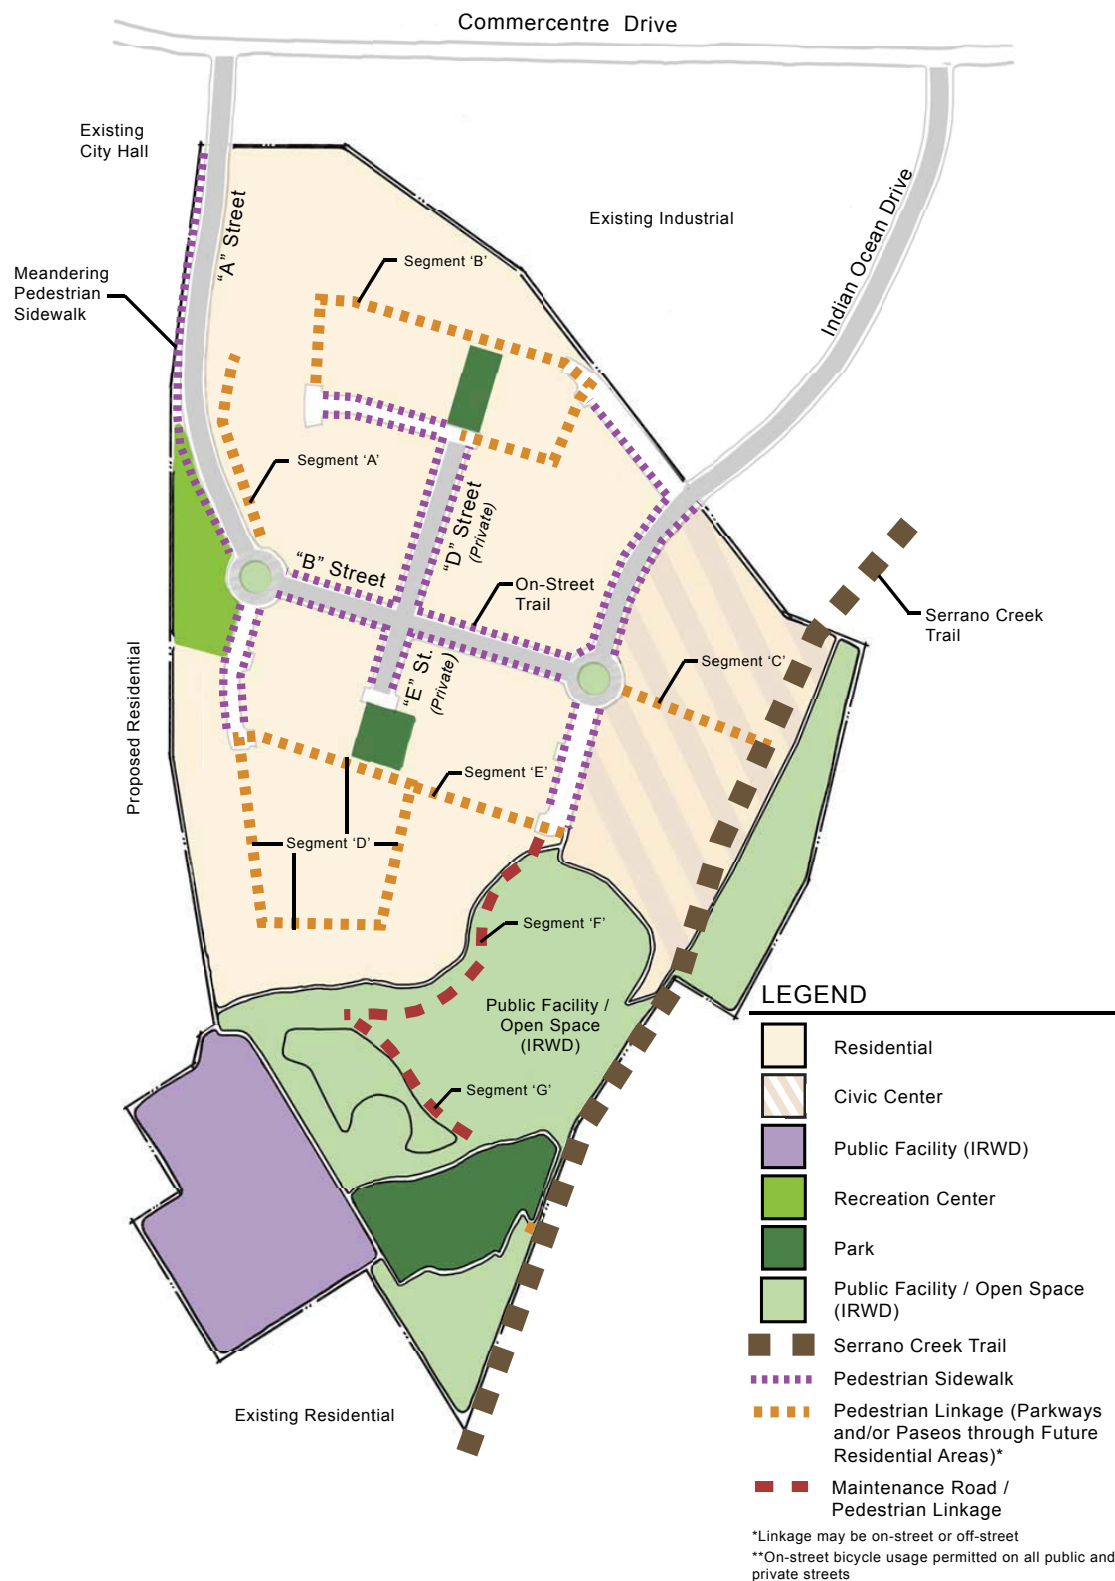 Commercentre Drive
Existing
City Hall
"A" Street
Existing Industrial
Indian Ocean Drive
Segment 'B'
Meandering
Pedestrian
Sidewalk
Segment 'A'
"D" Street
(Private)
"B" Street
On-Street
Trail
Serrano Creek
Trail
"E" St.
(Private)
Segment 'C'
Proposed Residential
Segment 'E'
Segment 'D'
Segment 'F'
Public Facility /
Open Space
(IRWD)
Segment 'G'
Existing Residential
LEGEND
Residential
Civic Center
Public Facility (IRWD)
Recreation Center
Park
Public Facility / Open Space
(IRWD)
Serrano Creek Trail
Pedestrian Sidewalk
Pedestrian Linkage (Parkways
and/or Paseos through Future
Residential Areas)*
Maintenance Road /
Pedestrian Linkage
*Linkage may be on-street or off-street
**On-street bicycle usage permitted on all public and
private streets